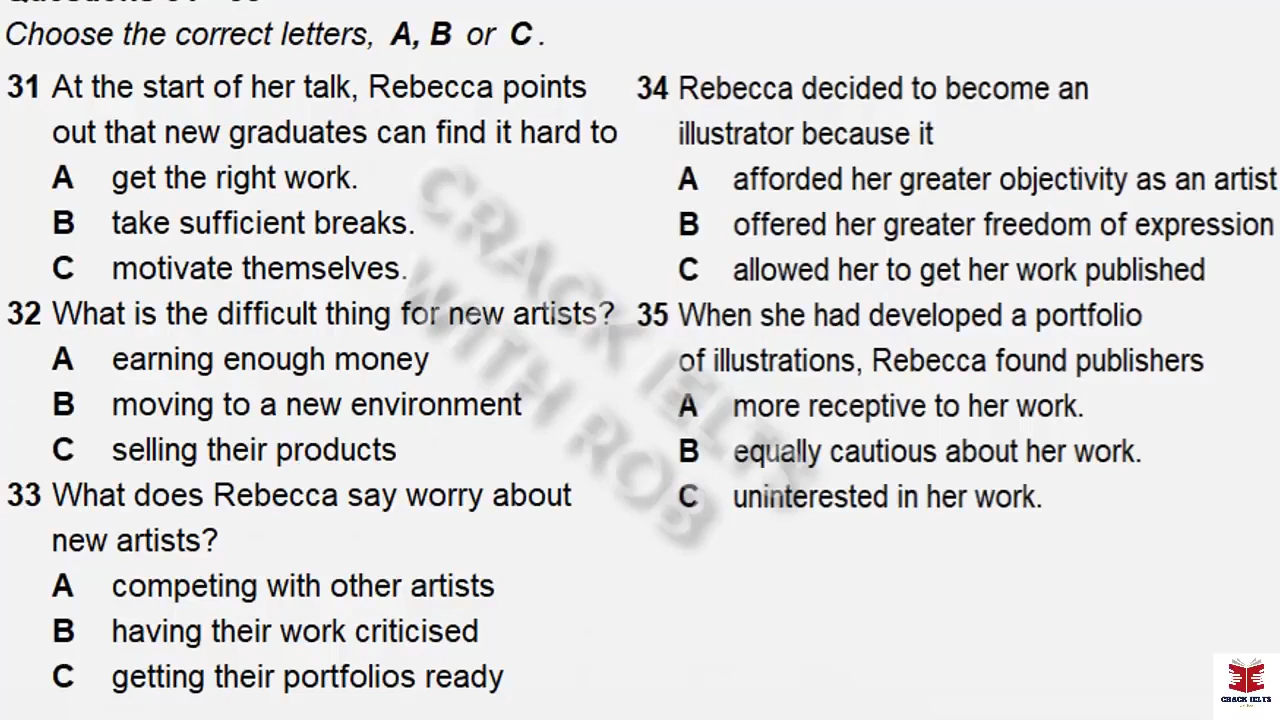 Choose the correct letters, A, B or C.
31 At the start of her talk, Rebecca points
out that new graduates can find it hard to
A get the right work.
B take sufficient breaks.
C motivate themselves.
32 What is the difficult thing for new artists?
A earning enough money
B moving to a new environment
C selling their products
33 What does Rebecca say worry about
new artists?
A competing with other artists
B having their work criticised
C getting their portfolios ready
34 Rebecca decided to become an
illustrator because it
A afforded her greater objectivity as an artist
B offered her greater freedom of expression
C allowed her to get her work published
35 When she had developed a portfolio
of illustrations, Rebecca found publishers
A more receptive to her work.
B equally cautious about her work.
C uninterested in her work.
CRACK IELTS
WITH ROB
CRACK IELTS